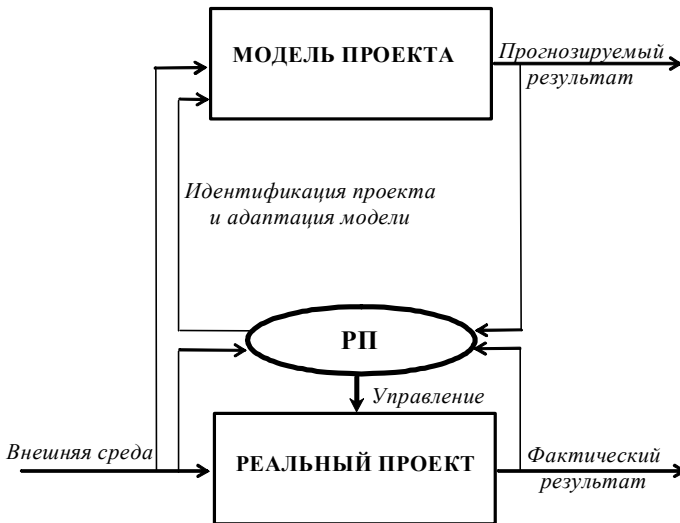 МОДЕЛЬ ПРОЕКТА
Прогнозируемый
результат
Идентификация проекта
и адаптация модели
РП
Управление
Внешняя среда
РЕАЛЬНЫЙ ПРОЕКТ
Фактический
результат